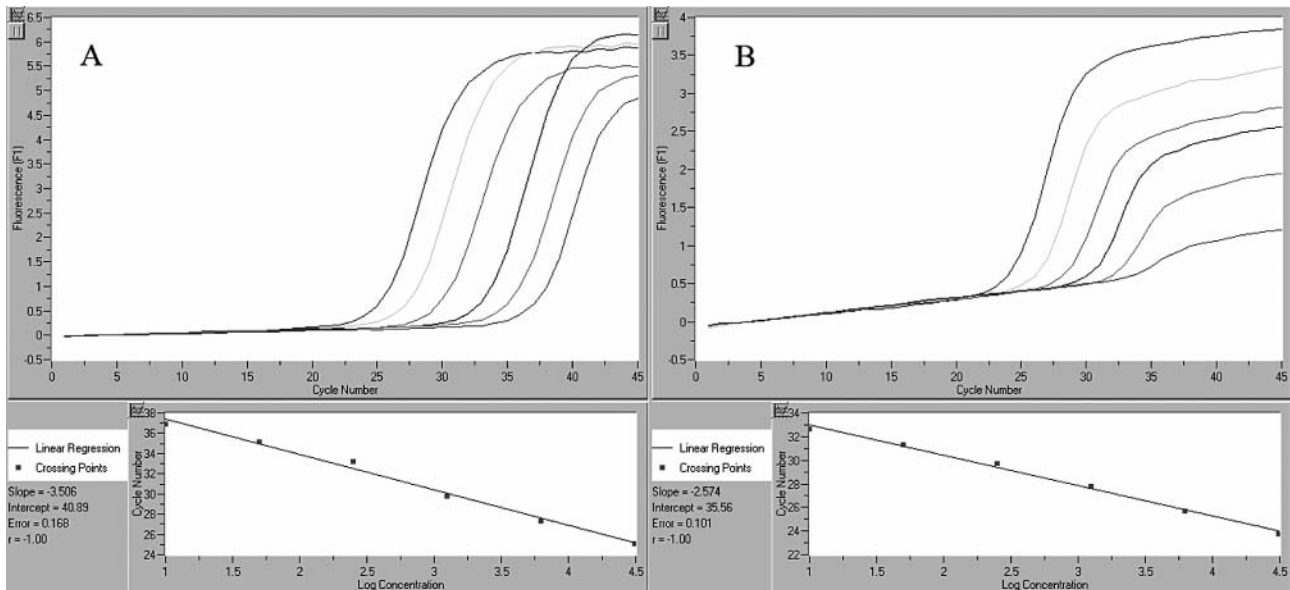 A
6.5
6
5.5
5
4.5
4
3.5
3
2.5
2
1.5
1
0.5
0
-0.5
Fluorescence (F1)
0 5 10 15 20 25 30 35 40 45
Cycle Number
B
4
3.5
3
2.5
2
1.5
1
0.5
0
-0.5
Fluorescence (F1)
0 5 10 15 20 25 30 35 40 45
Cycle Number
Linear Regression
Crossing Points
Slope = -3.506
Intercept = 40.89
Error = 0.168
r = -1.00
38
36
34
32
30
28
26
24
Cycle Number
1 1.5 2 2.5 3 3.5 4 4.5
Log Concentration
Linear Regression
Crossing Points
Slope = -2.574
Intercept = 35.56
Error = 0.101
r = -1.00
34
32
30
28
26
24
22
Cycle Number
1 1.5 2 2.5 3 3.5 4 4.5
Log Concentration